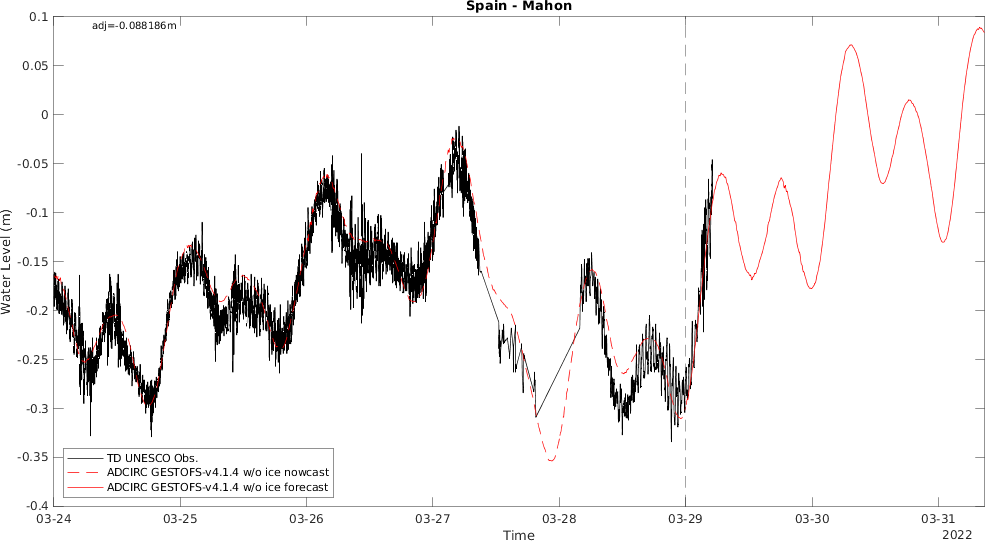 Spain - Mahon
adj=-0.088186m
0.1
0.05
0
-0.05
-0.1
-0.15
-0.2
-0.25
-0.3
-0.35
-0.4
Water Level (m)
TD UNESCO Obs.
ADCIRC GESTOFS-v4.1.4 w/o ice nowcast
ADCIRC GESTOFS-v4.1.4 w/o ice forecast
03-24 03-25 03-26 03-27 03-28 03-29 03-30 03-31
Time
2022